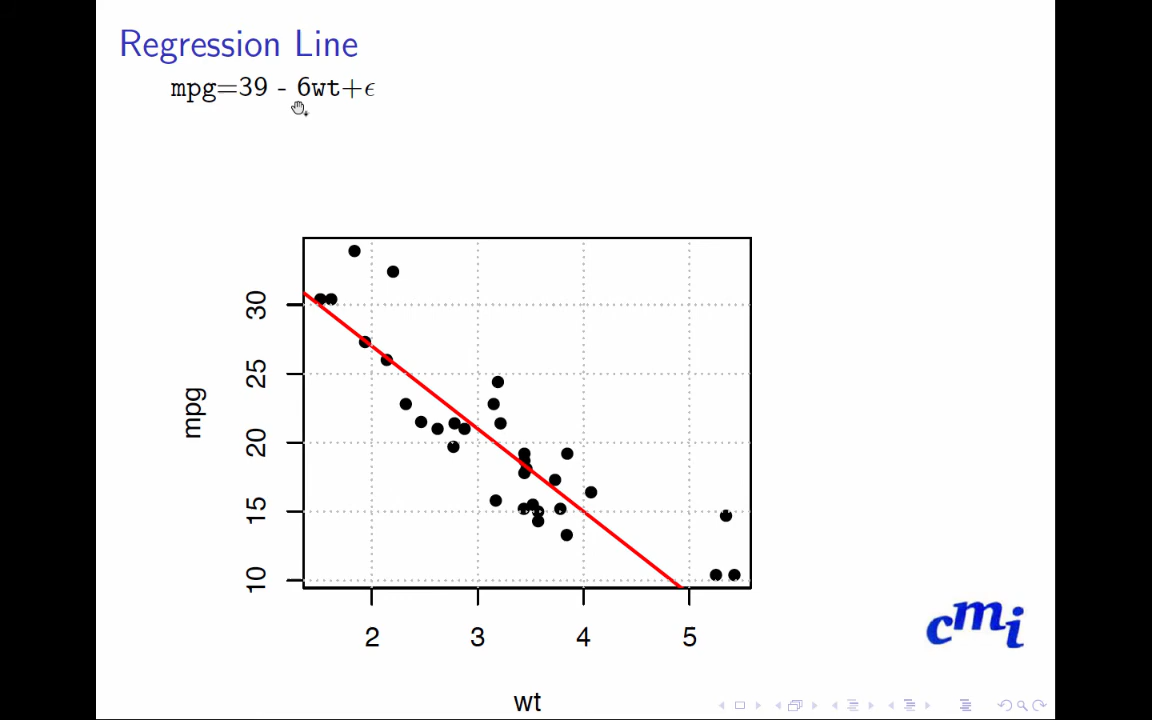 Regression Line
mpg=39 - 6wt+ϵ
30
25
20
15
10
mpg
2 3 4 5
wt
cmi